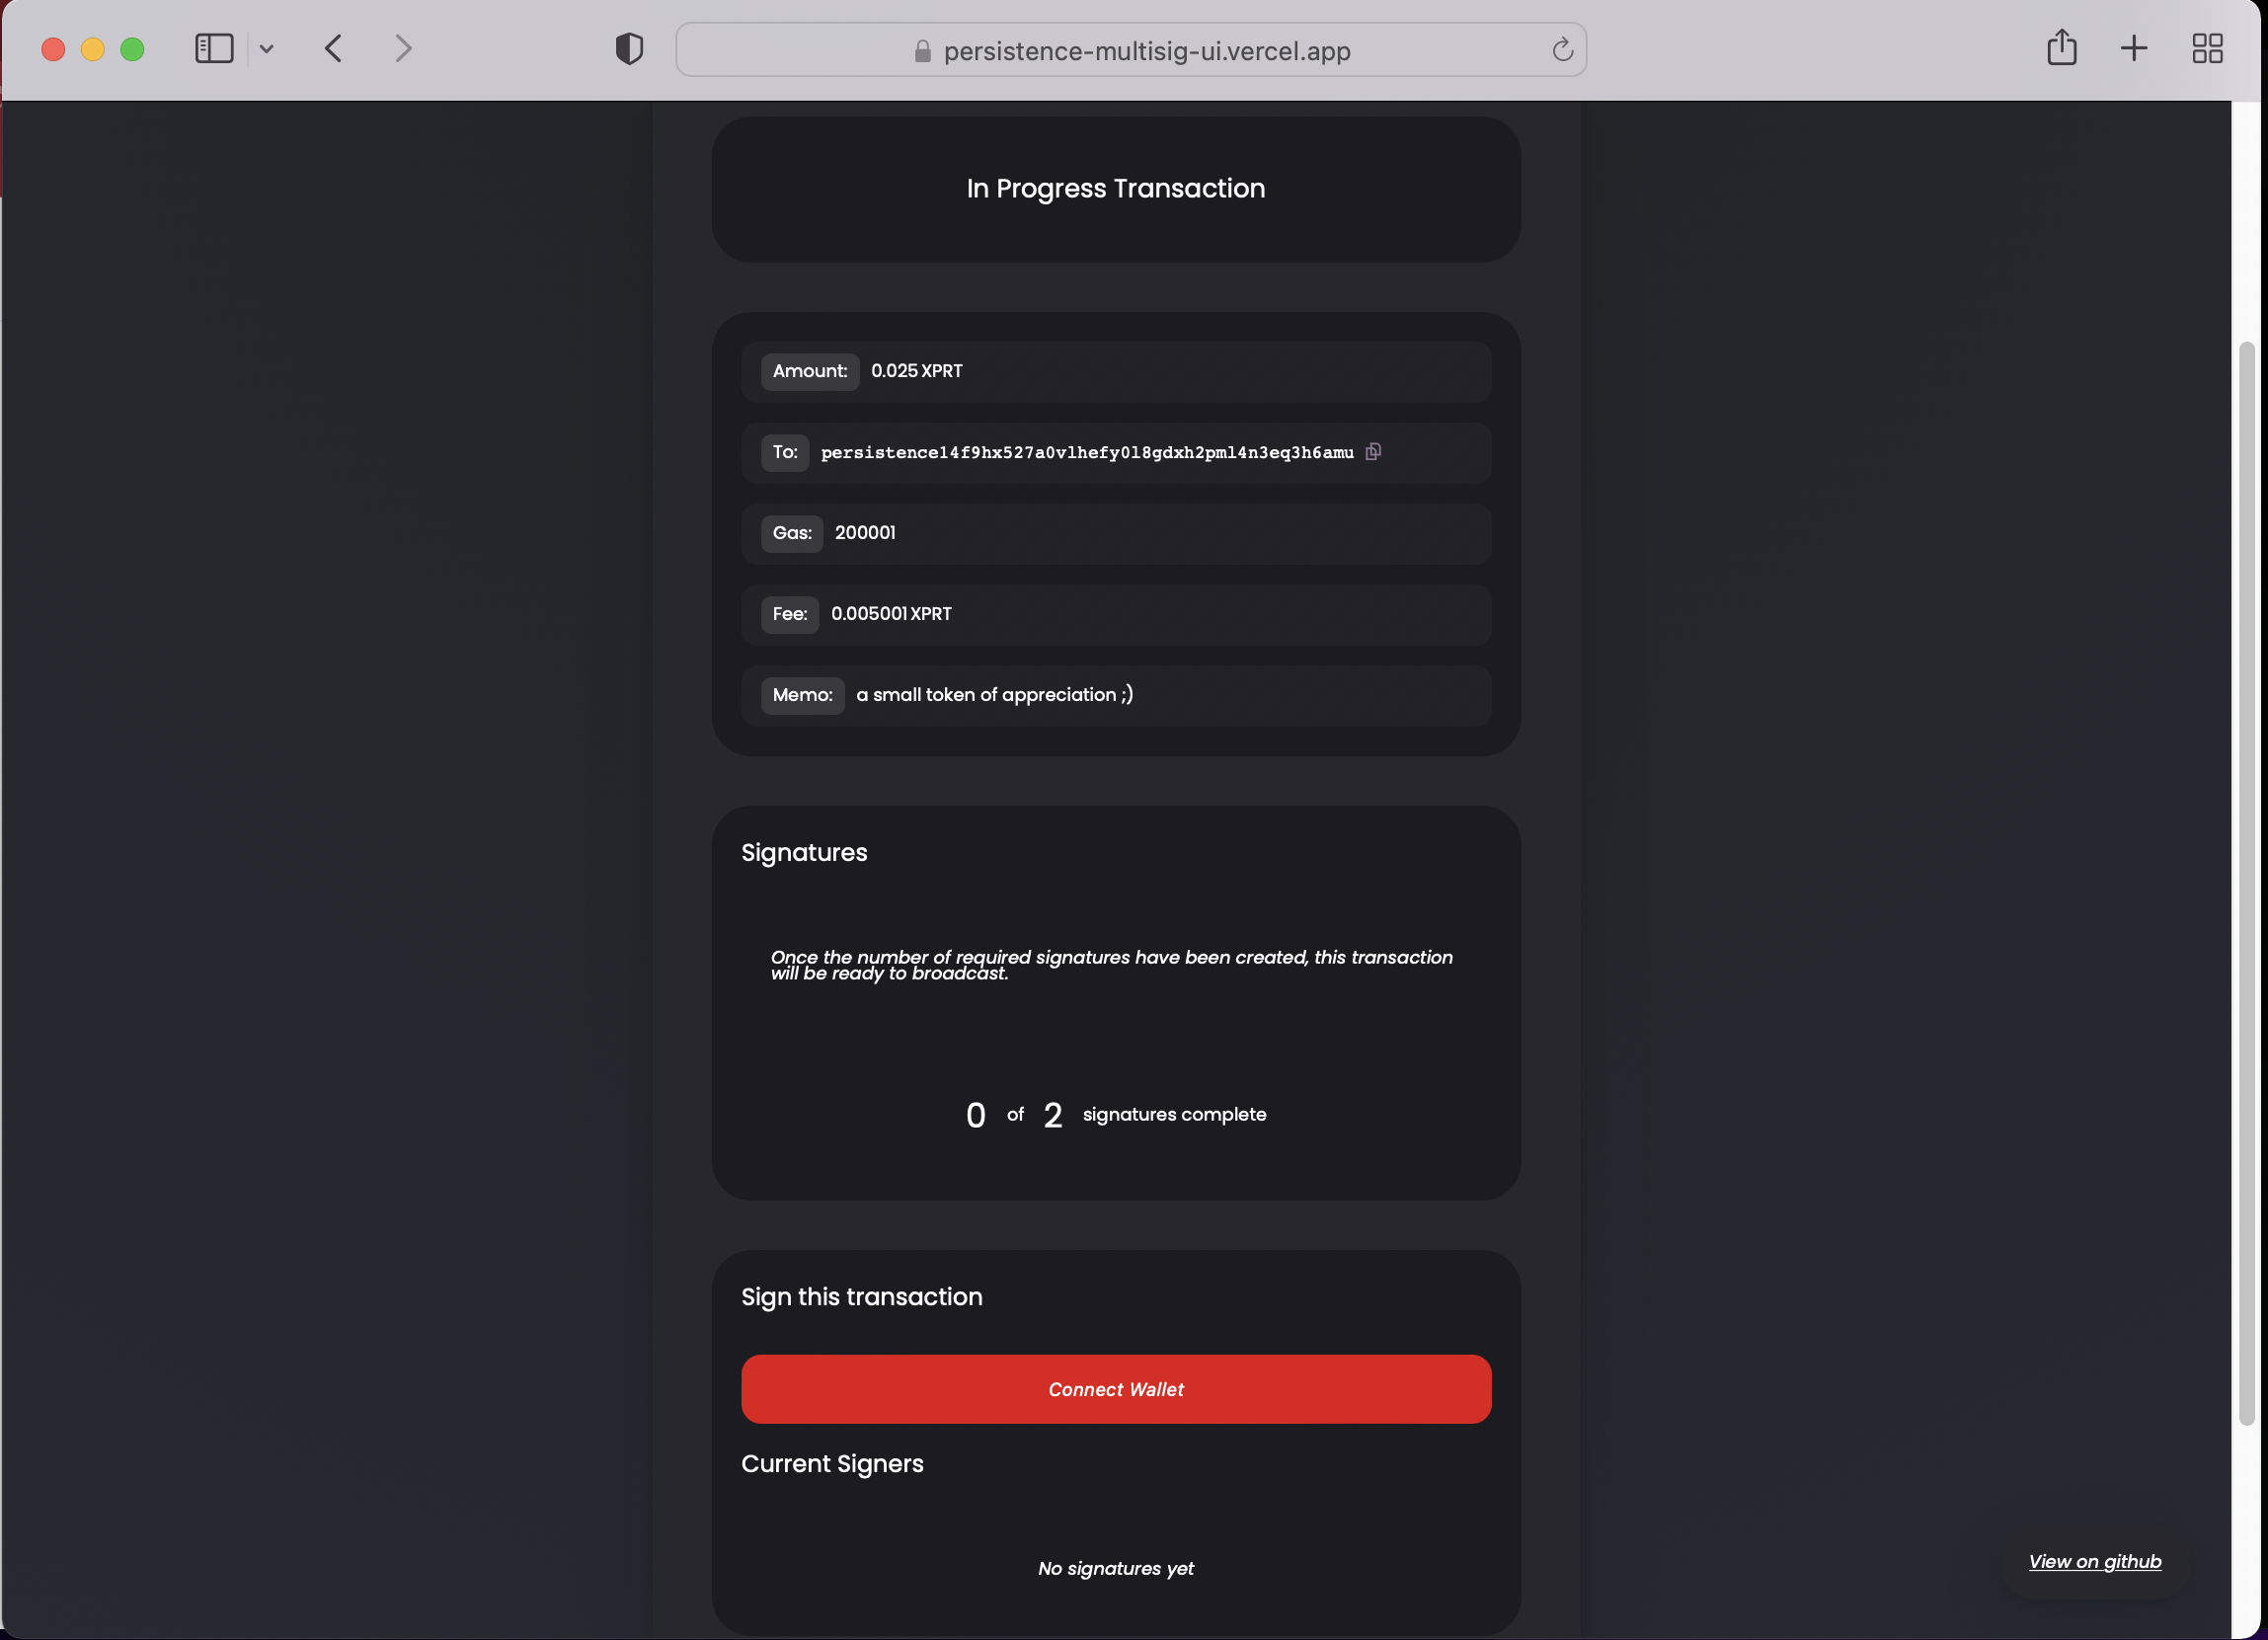 persistence-multisig-ui.vercel.app
In Progress Transaction
Amount: 0.025 XPRT
To: persistence14f9hx527a0vlhefy0l8gdxh2pml4n3eq3h6amu
Gas: 200001
Fee: 0.005001 XPRT
Memo: a small token of appreciation ;)
Signatures
Once the number of required signatures have been created, this transaction
will be ready to broadcast.
0 of 2 signatures complete
Sign this transaction
Connect Wallet
Current Signers
No signatures yet
View on github